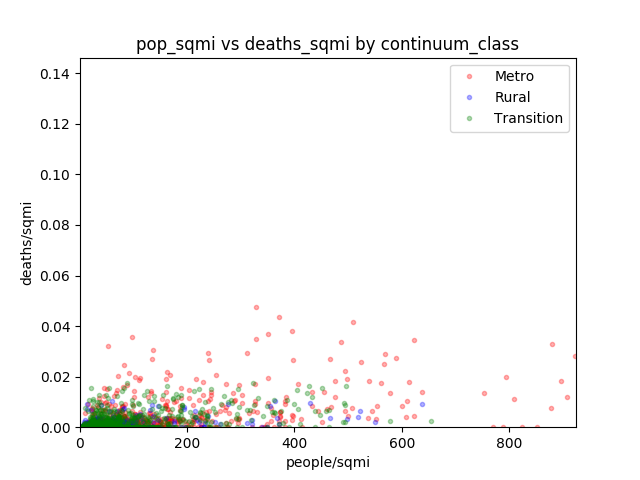 pop_sqmi vs deaths_sqmi by continuum_class
Metro
Rural
Transition
deaths/sqmi
0.14
0.12
0.10
0.08
0.06
0.04
0.02
0.00
0 200 400 600 800
people/sqmi